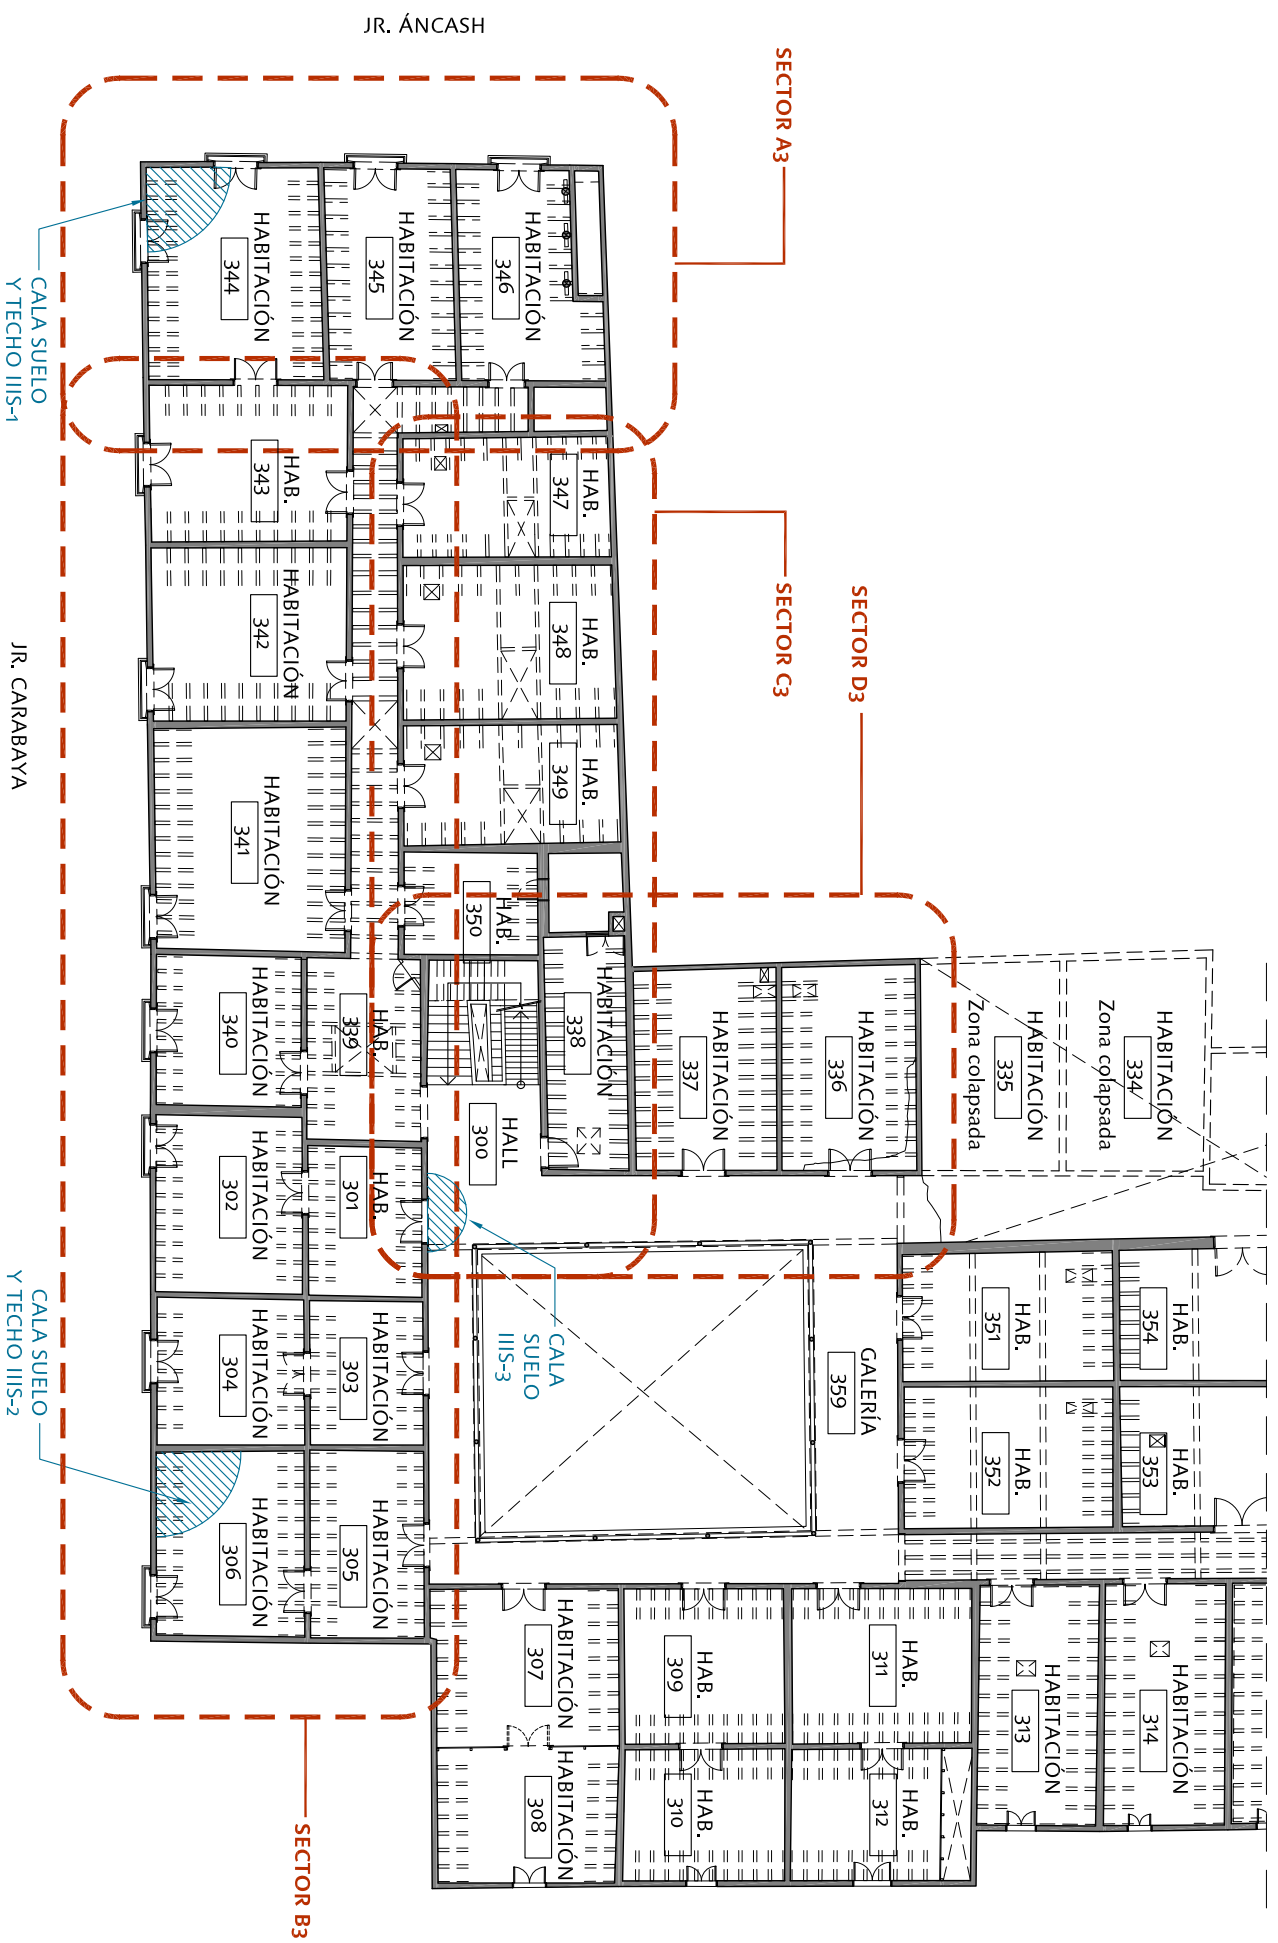 JR. ÁNCASH
SECTOR A3
SECTOR C3
SECTOR D3
SECTOR B3
JR. CARABAYA
CALA SUELO
Y TECHO IIIS-1
CALA SUELO
Y TECHO IIIS-2
CALA
SUELO
IIIS-3
HABITACIÓN
344
HABITACIÓN
345
HABITACIÓN
346
HAB.
343
HABITACIÓN
342
HABITACIÓN
341
HAB.
347
HAB.
348
HAB.
349
HAB.
350
HABITACIÓN
340
HAB.
339
HALL
300
HABITACIÓN
338
HABITACIÓN
337
HABITACIÓN
336
HABITACIÓN
335
Zona colapsada
HABITACIÓN
334
Zona colapsada
HAB.
301
HABITACIÓN
302
HABITACIÓN
303
HABITACIÓN
304
HABITACIÓN
305
HABITACIÓN
306
GALERÍA
359
HAB.
351
HAB.
354
HAB.
352
HAB.
353
HABITACIÓN
307
HABITACIÓN
308
HAB.
309
HAB.
310
HAB.
311
HAB.
312
HABITACIÓN
313
HABITACIÓN
314